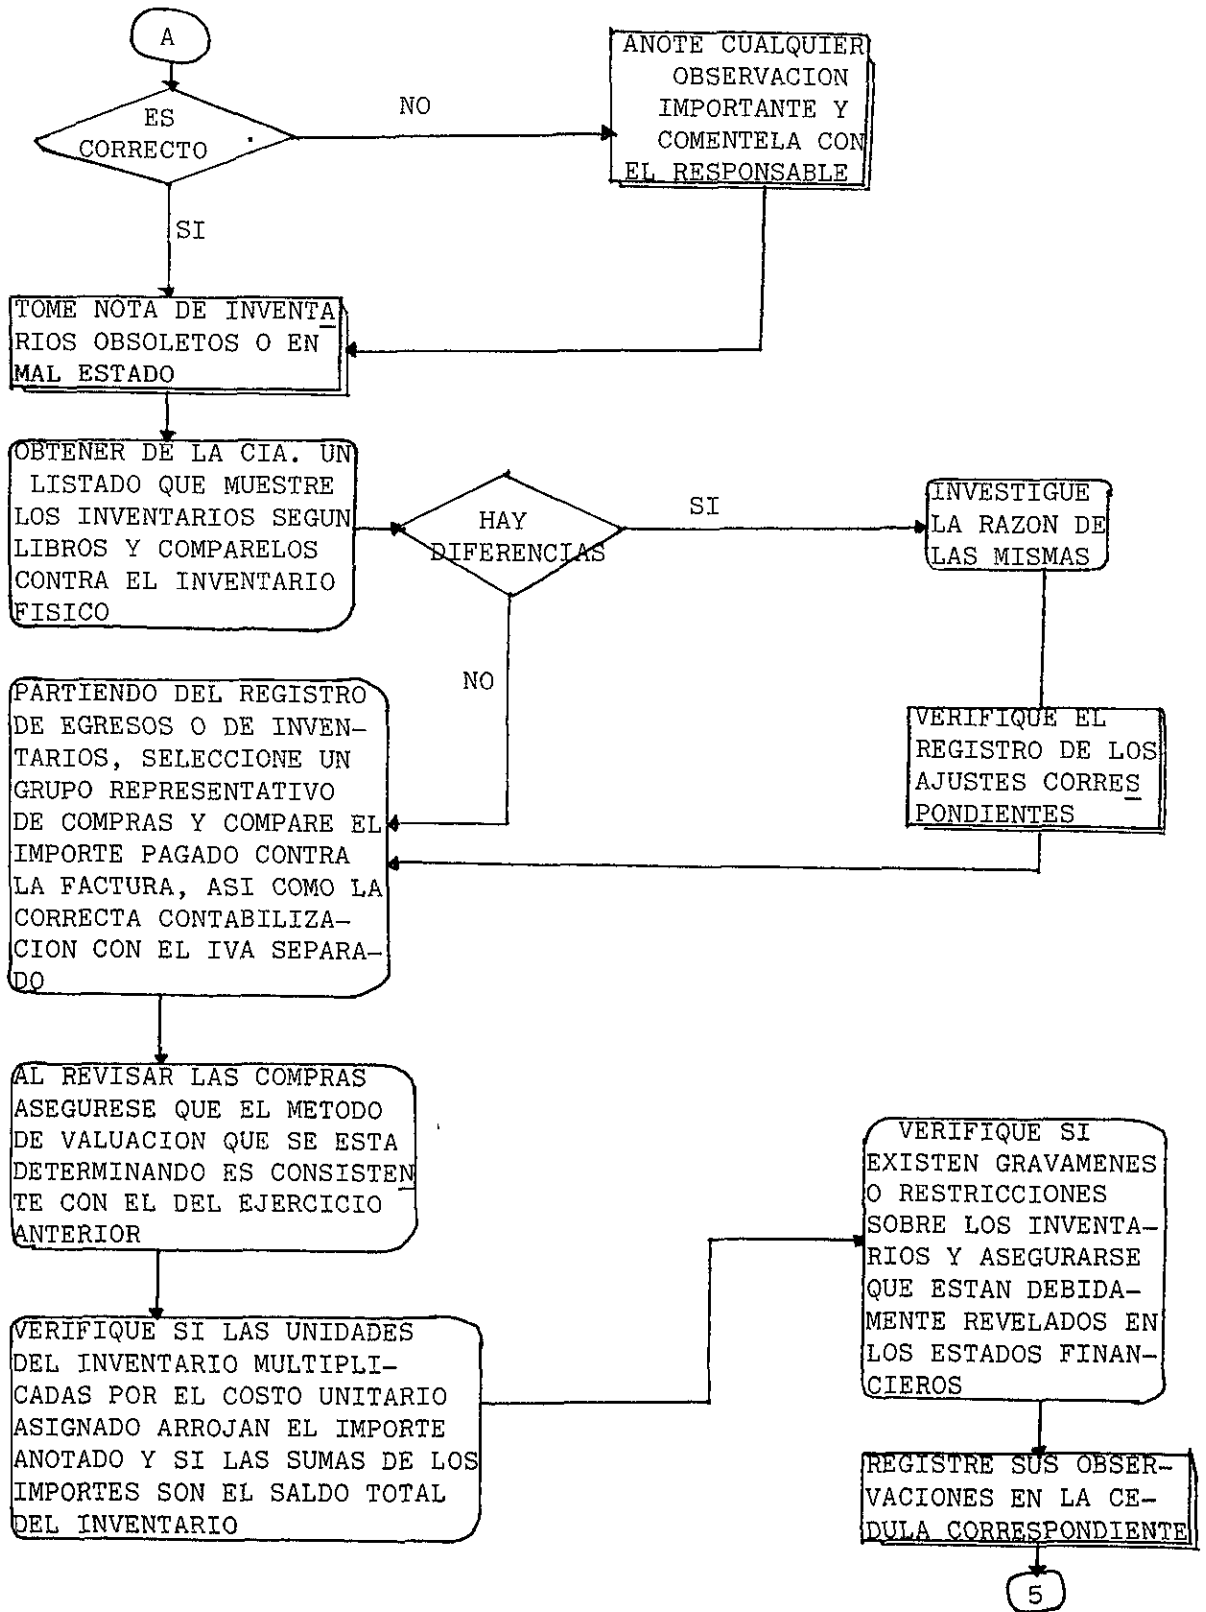 A
ES
CORRECTO
NO
ANOTE CUALQUIER
OBSERVACION
IMPORTANTE Y
COMENTELA CON
EL RESPONSABLE
SI
TOME NOTA DE INVENTA
RIOS OBSOLETOS O EN
MAL ESTADO
OBTENER DE LA CIA. UN
LISTADO QUE MUESTRE
LOS INVENTARIOS SEGUN
LIBROS Y COMPARELOS
CONTRA EL INVENTARIO
FISICO
HAY
DIFERENCIAS
SI
INVESTIGUE
LA RAZON DE
LAS MISMAS
NO
VERIFIQUE EL
REGISTRO DE LOS
AJUSTES CORRES
PONDIENTES
PARTIENDO DEL REGISTRO
DE EGRESOS O DE INVEN-
TARIOS, SELECCIONE UN
GRUPO REPRESENTATIVO
DE COMPRAS Y COMPARE EL
IMPORTE PAGADO CONTRA
LA FACTURA, ASI COMO LA
CORRECTA CONTABILIZA-
CION CON EL IVA SEPARA-
DO
AL REVISAR LAS COMPRAS
ASEGURESE QUE EL METODO
DE VALUACION QUE SE ESTA
DETERMINANDO ES CONSISTEN
TE CON EL DEL EJERCICIO
ANTERIOR
VERIFIQUE SI LAS UNIDADES
DEL INVENTARIO MULTIPLI-
CADAS POR EL COSTO UNITARIO
ASIGNADO ARROJAN EL IMPORTE
ANOTADO Y SI LAS SUMAS DE LOS
IMPORTES SON EL SALDO TOTAL
DEL INVENTARIO
VERIFIQUE SI
EXISTEN GRAVAMENES
O RESTRICCIONES
SOBRE LOS INVENTA-
RIOS Y ASEGURARSE
QUE ESTAN DEBIDA-
MENTE REVELADOS EN
LOS ESTADOS FINAN-
CIEROS
REGISTRE SUS OBSER-
VACIONES EN LA CE-
DULA CORRESPONDIENTE
5